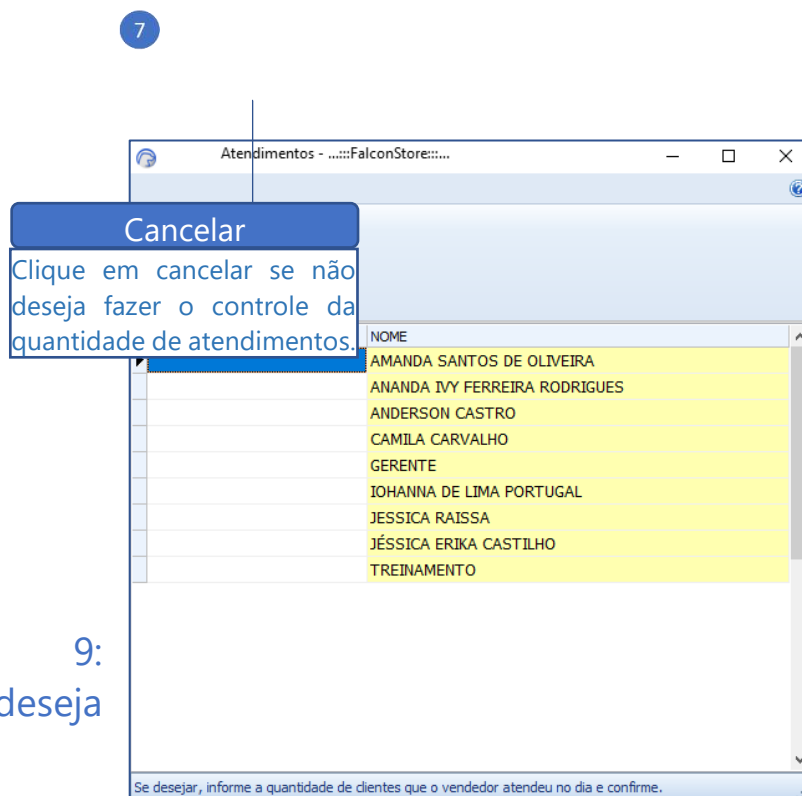 7
Atendimentos - ...:::FalconStore:::...
Cancelar
Clique em cancelar se não
deseja fazer o controle da
quantidade de atendimentos.
NOME
AMANDA SANTOS DE OLIVEIRA
ANANDA IVY FERREIRA RODRIGUES
ANDERSON CASTRO
CAMILA CARVALHO
GERENTE
IOHANNA DE LIMA PORTUGAL
JESSICA RAISSA
JÉSSICA ERIKA CASTILHO
TREINAMENTO
9:
deseja
Se desejar, informe a quantidade de clientes que o vendedor atendeu no dia e confirme.